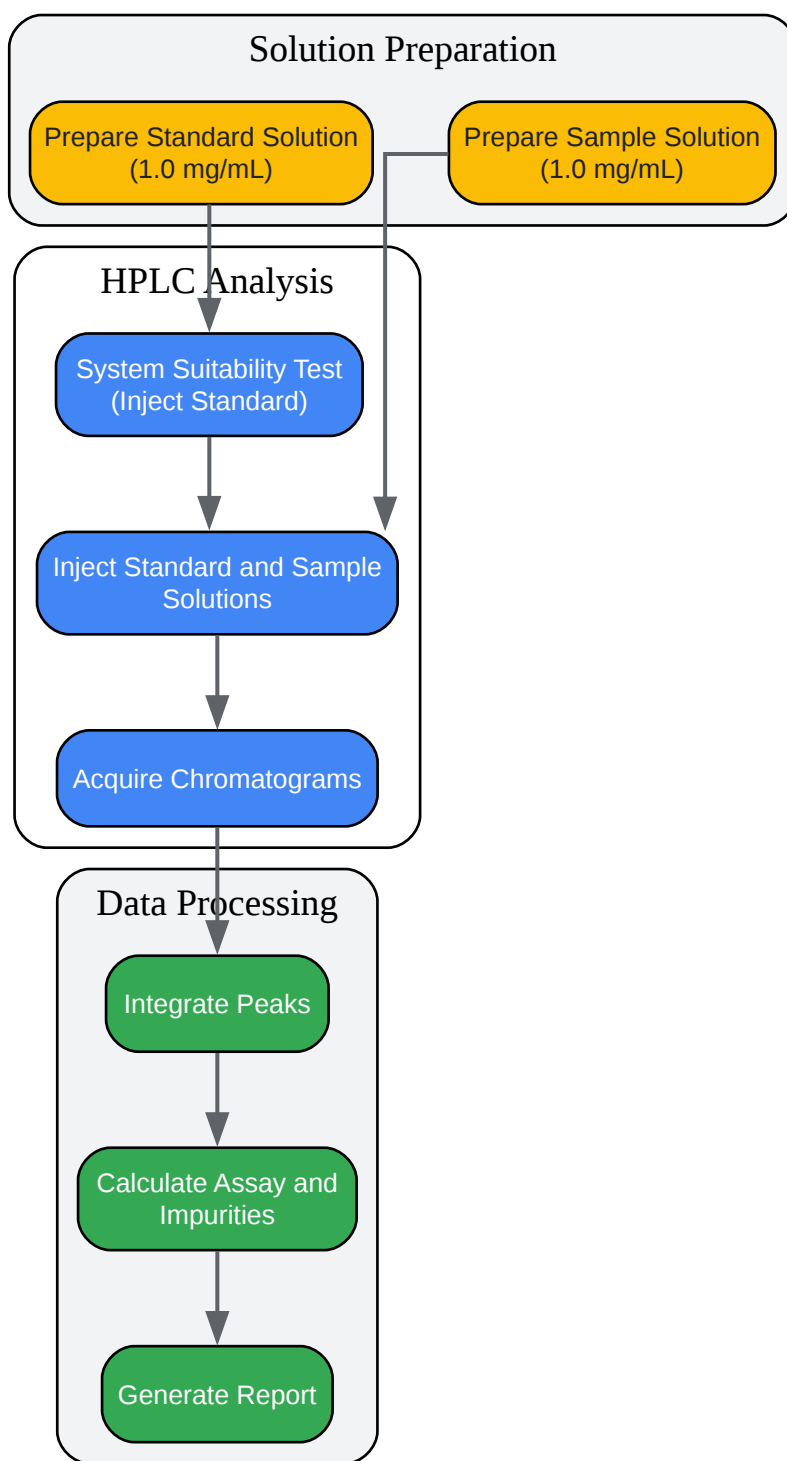 Solution Preparation
Prepare Standard Solution
(1.0 mg/mL)
Prepare Sample Solution
(1.0 mg/mL)
HPLC Analysis
System Suitability Test
(Inject Standard)
Inject Standard and Sample
Solutions
Acquire Chromatograms
Data Processing
Integrate Peaks
Calculate Assay and
Impurities
Generate Report